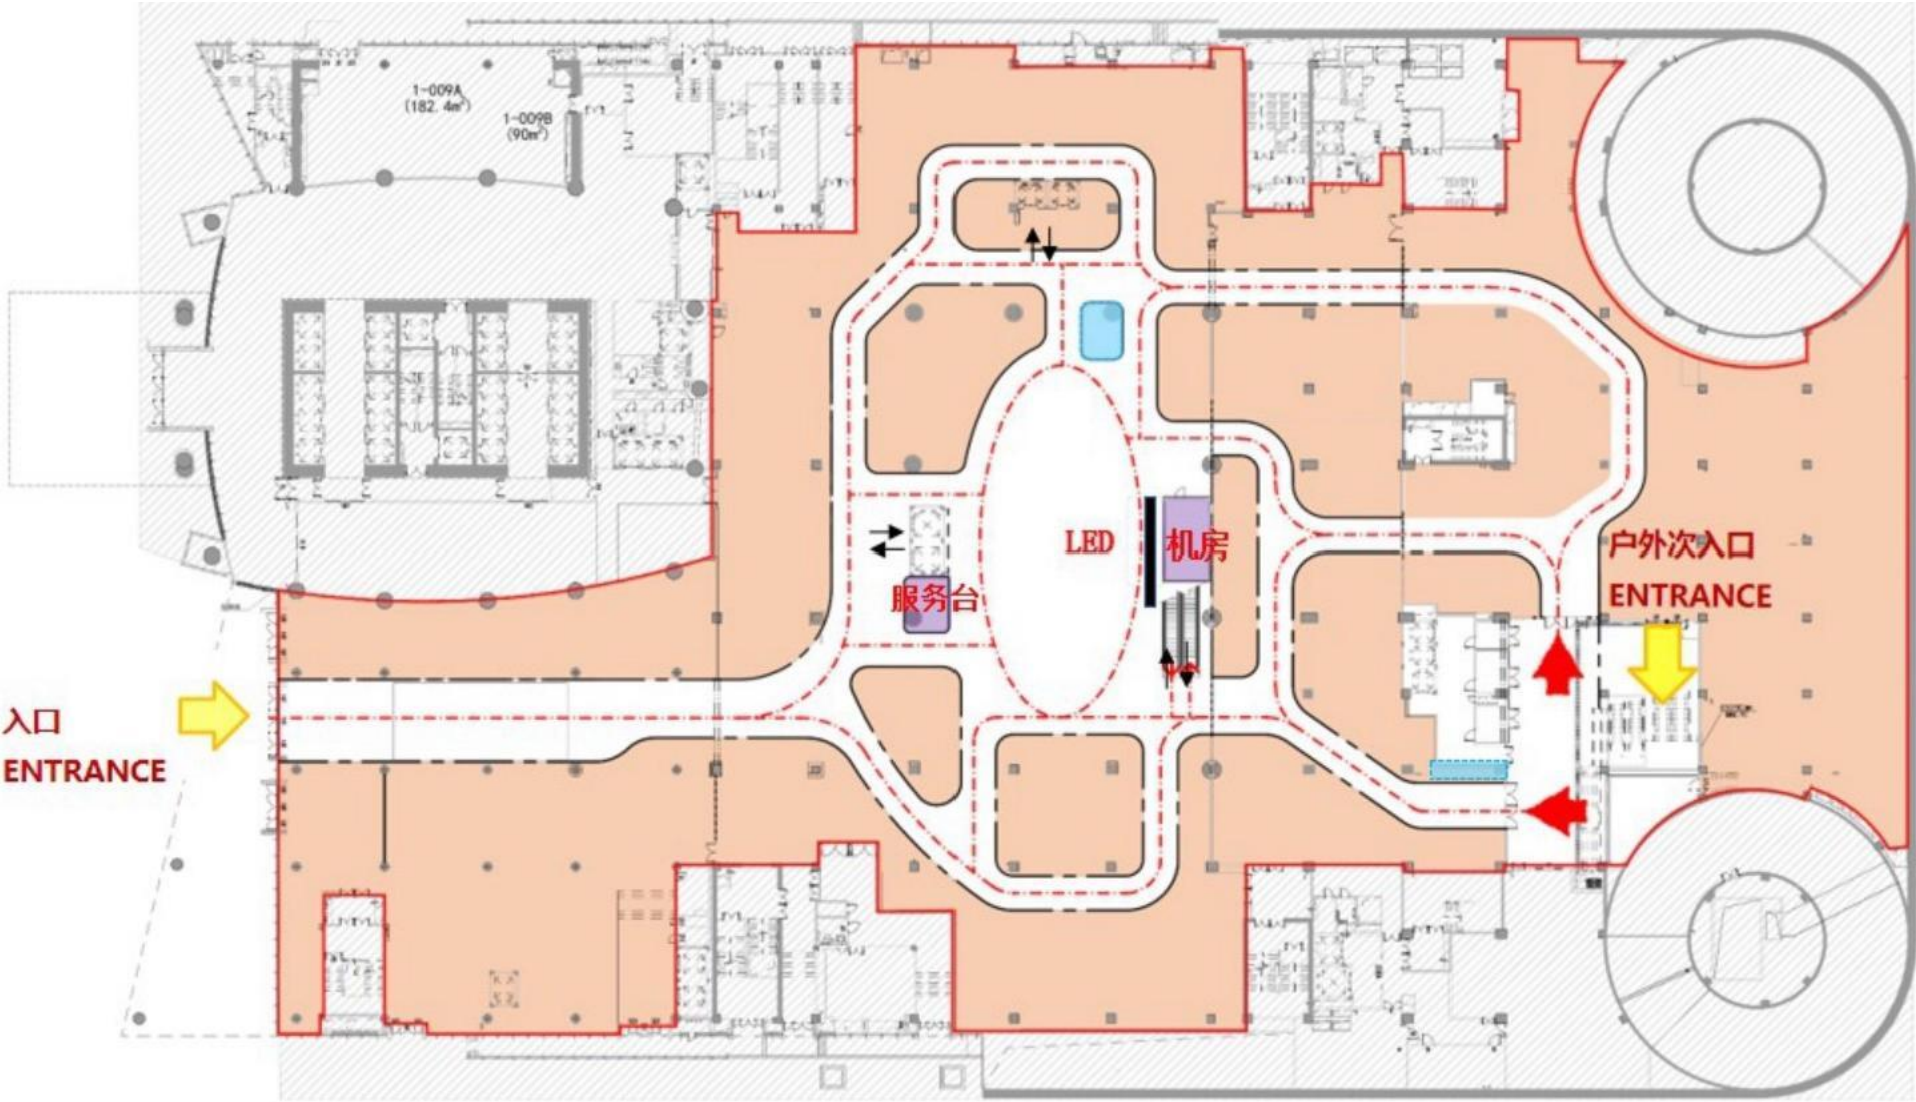 1-009A
(182.4㎡)
1-009B
(90㎡)
LED
机房
服务台
户外次入口
ENTRANCE
入口
ENTRANCE